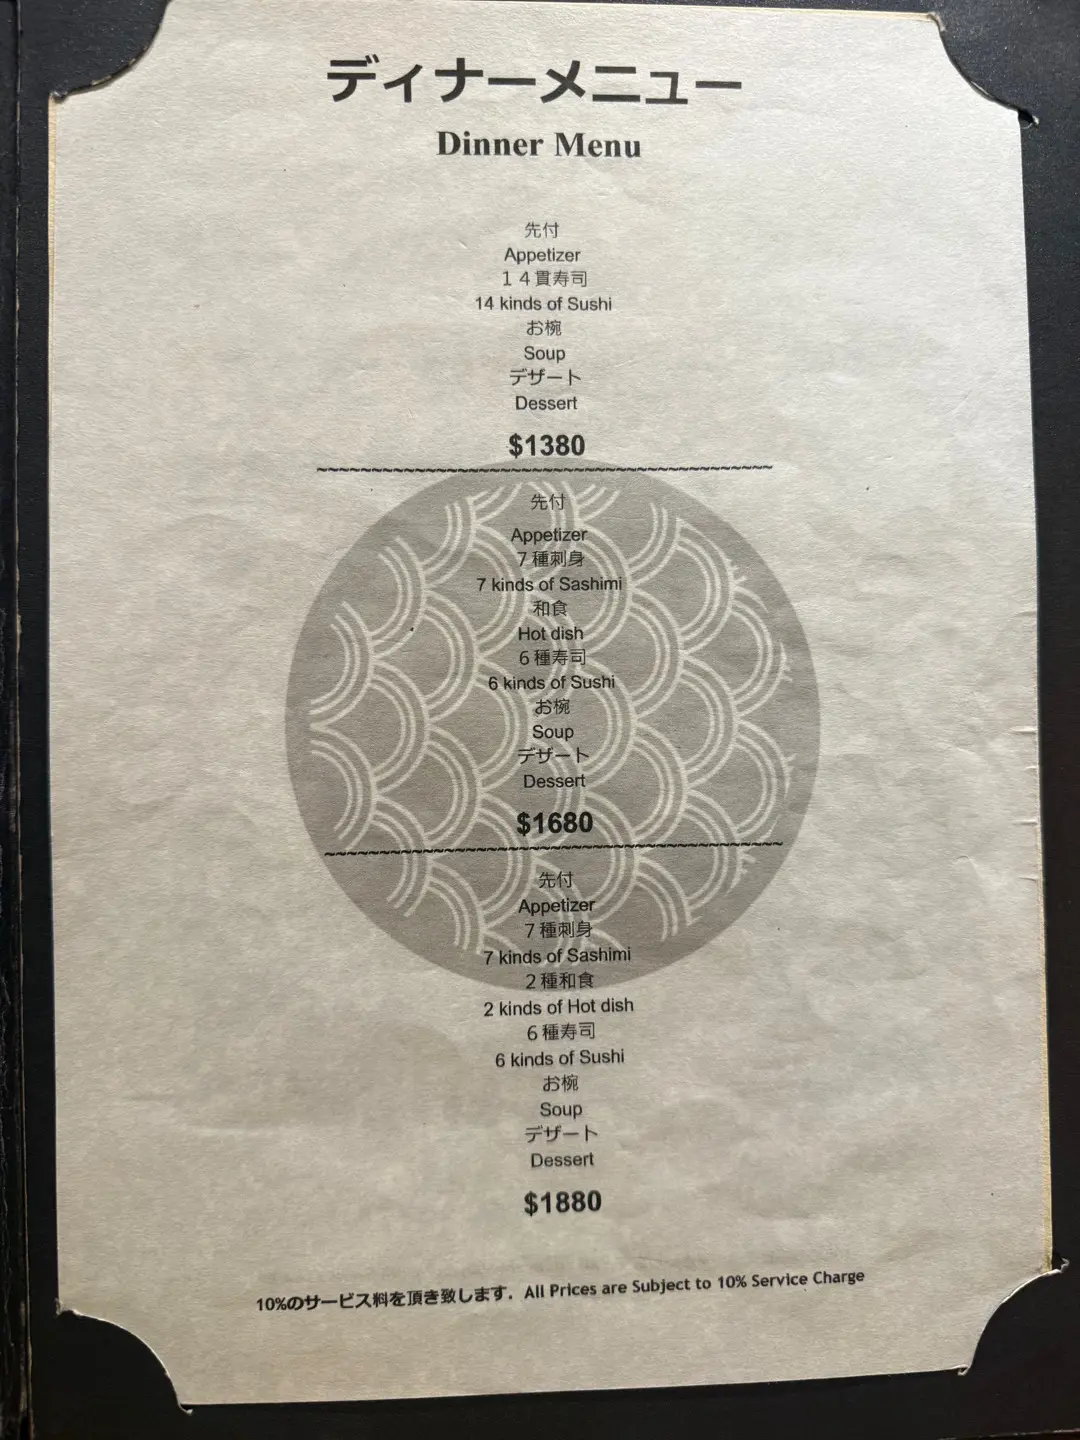 ディナーメニュー
Dinner Menu
先付
Appetizer
１４貫寿司
14 kinds of Sushi
お椀
Soup
デザート
Dessert
$1380
先付
Appetizer
７種刺身
7 kinds of Sashimi
和食
Hot dish
６種寿司
6 kinds of Sushi
お椀
Soup
デザート
Dessert
$1680
先付
Appetizer
７種刺身
7 kinds of Sashimi
２種和食
2 kinds of Hot dish
６種寿司
6 kinds of Sushi
お椀
Soup
デザート
Dessert
$1880
10%のサービス料を頂き致します．All Prices are Subject to 10% Service Charge